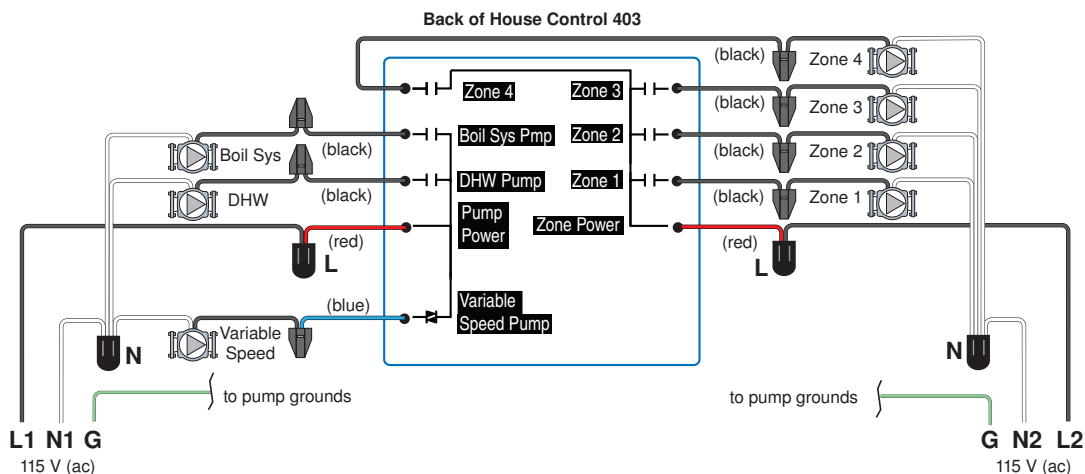 Back of House Control 403
(black)
Zone 4
Zone 4
Zone 3
(black)
Zone 3
Boil Sys
(black)
Boil Sys Pmp
Zone 2
(black)
Zone 2
DHW
(black)
DHW Pump
Zone 1
(black)
Zone 1
Pump
Power
Zone Power
(red)
L
(red)
L
(blue)
Variable
Speed Pump
Variable
Speed
N
N
to pump grounds
to pump grounds
L1 N1 G
115 V (ac)
G N2 L2
115 V (ac)